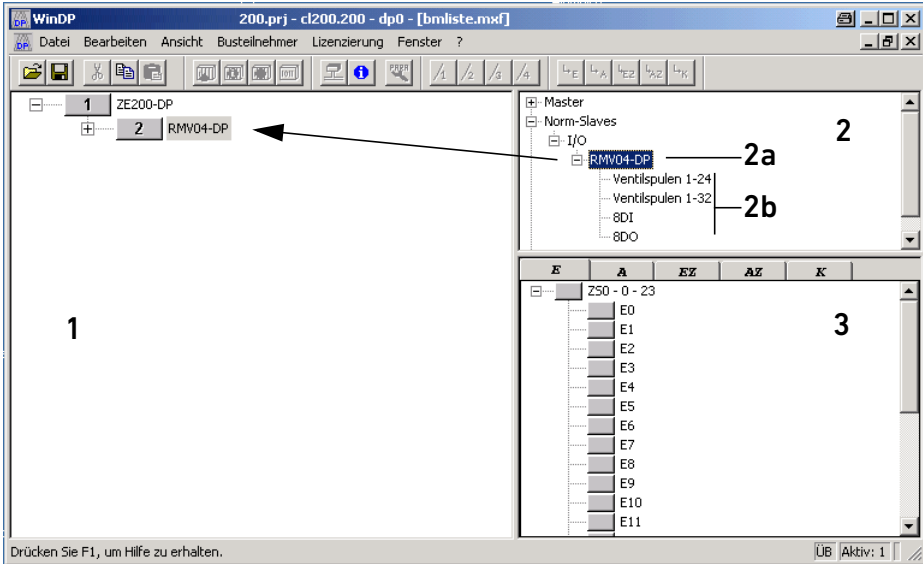 WinDP 200.prj - cl200.200 - dp0 - [bmliste.mxf]
Datei Bearbeiten Ansicht Busteilnehmer Lizenzierung Fenster ?
1 ZE200-DP
2 RMV04-DP
1
Master
Norm-Slaves
I/O
RMV04-DP
Ventilspulen 1-24
Ventilspulen 1-32
8DI
8DO
2
2a
2b
E A EZ AZ K
ZS0 - 0 - 23
E0
E1
E2
E3
E4
E5
E6
E7
E8
E9
E10
E11
3
Drücken Sie F1, um Hilfe zu erhalten. ÜB Aktiv: 1